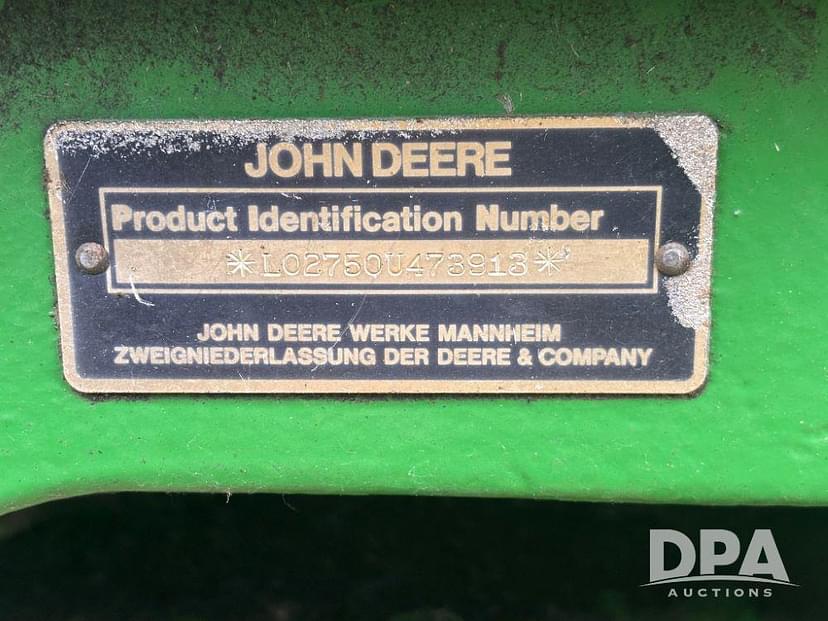 JOHN DEERE
Product Identification Number
*L02750U473913*
JOHN DEERE WERKE MANNHEIM
ZWEIGNIEDERLASSUNG DER DEERE & COMPANY
DPA
AUCTIONS